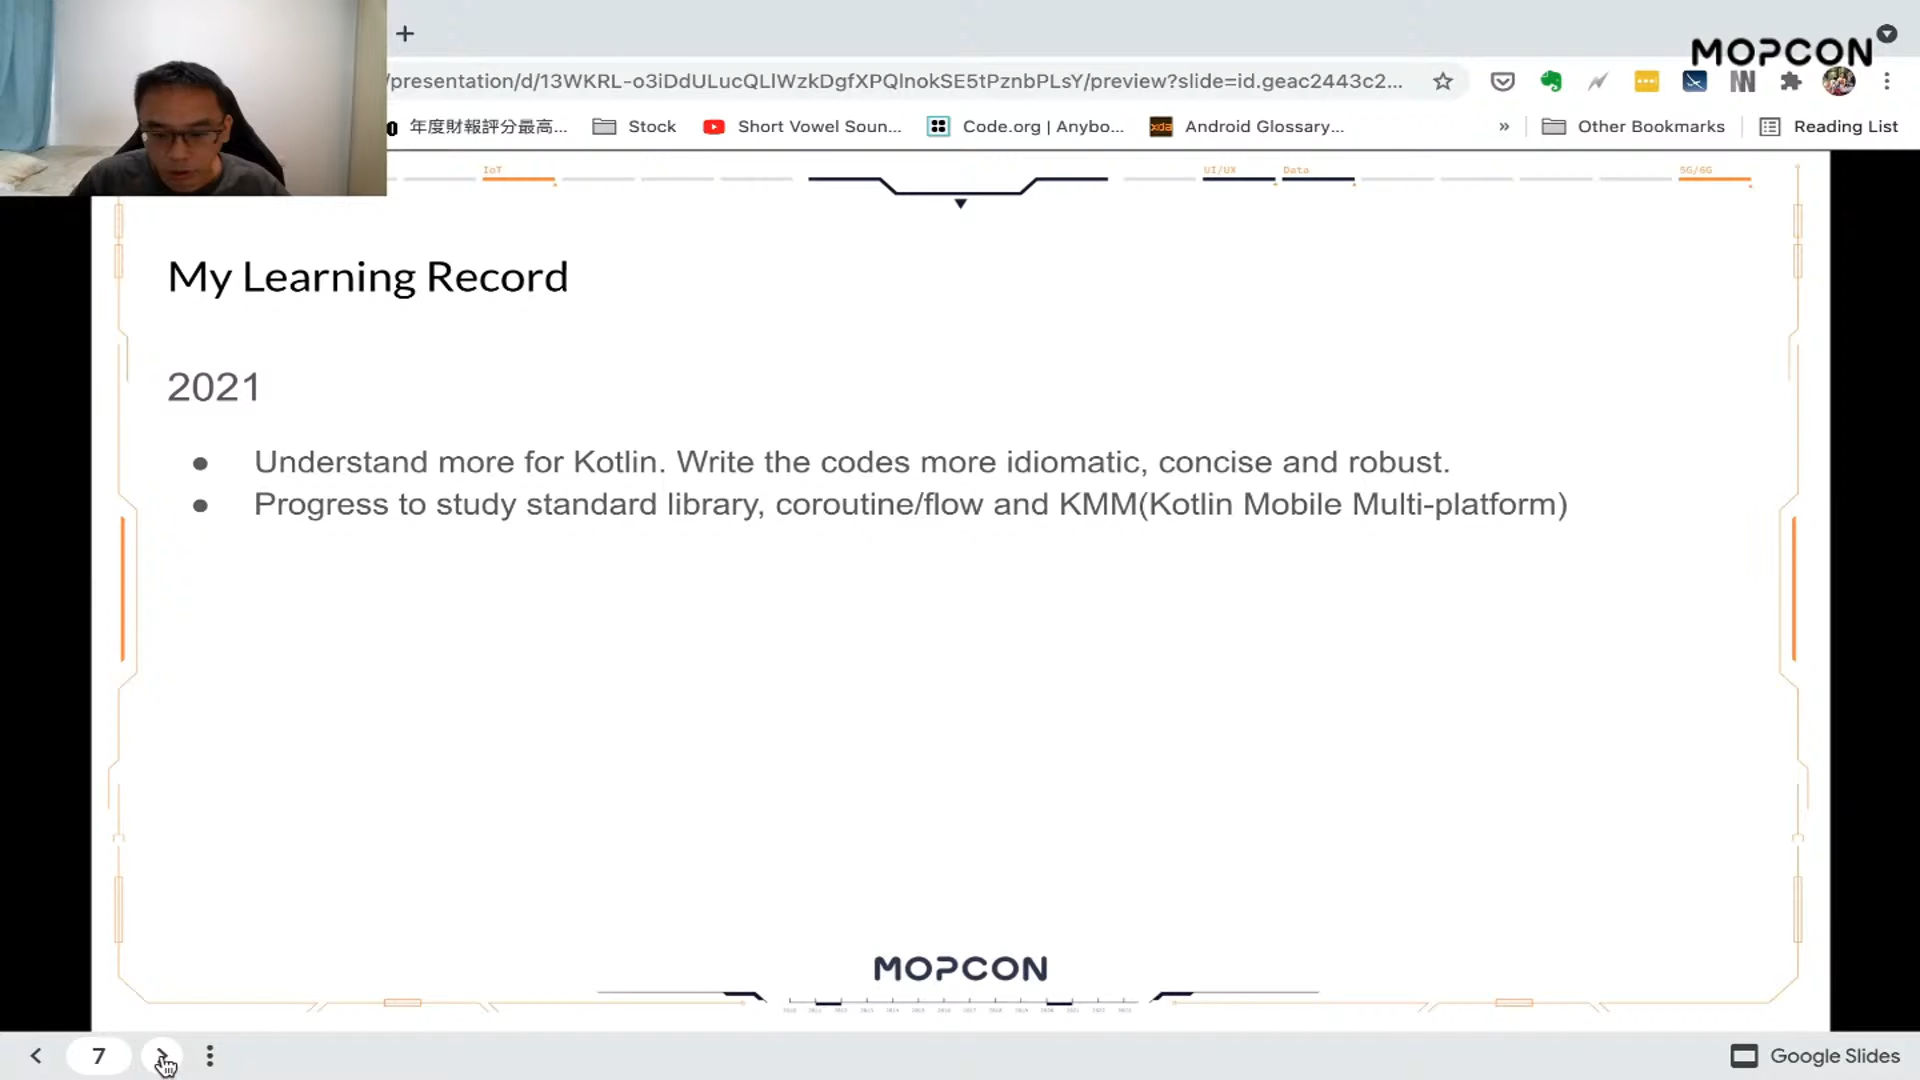 MOPCON
/presentation/d/13WKRL-o3iDdULucQLlWzkDgfXPQlnokSE5tPznbPLsY/preview?slide=id.geac2443c2...
年度財報評分最高... Stock Short Vowel Soun... Code.org | Anybo... xda Android Glossary... » Other Bookmarks Reading List
IoT UI/UX Data 5G/6G
My Learning Record
2021
● Understand more for Kotlin. Write the codes more idiomatic, concise and robust.
● Progress to study standard library, coroutine/flow and KMM(Kotlin Mobile Multi-platform)
MOPCON
7 Google Slides